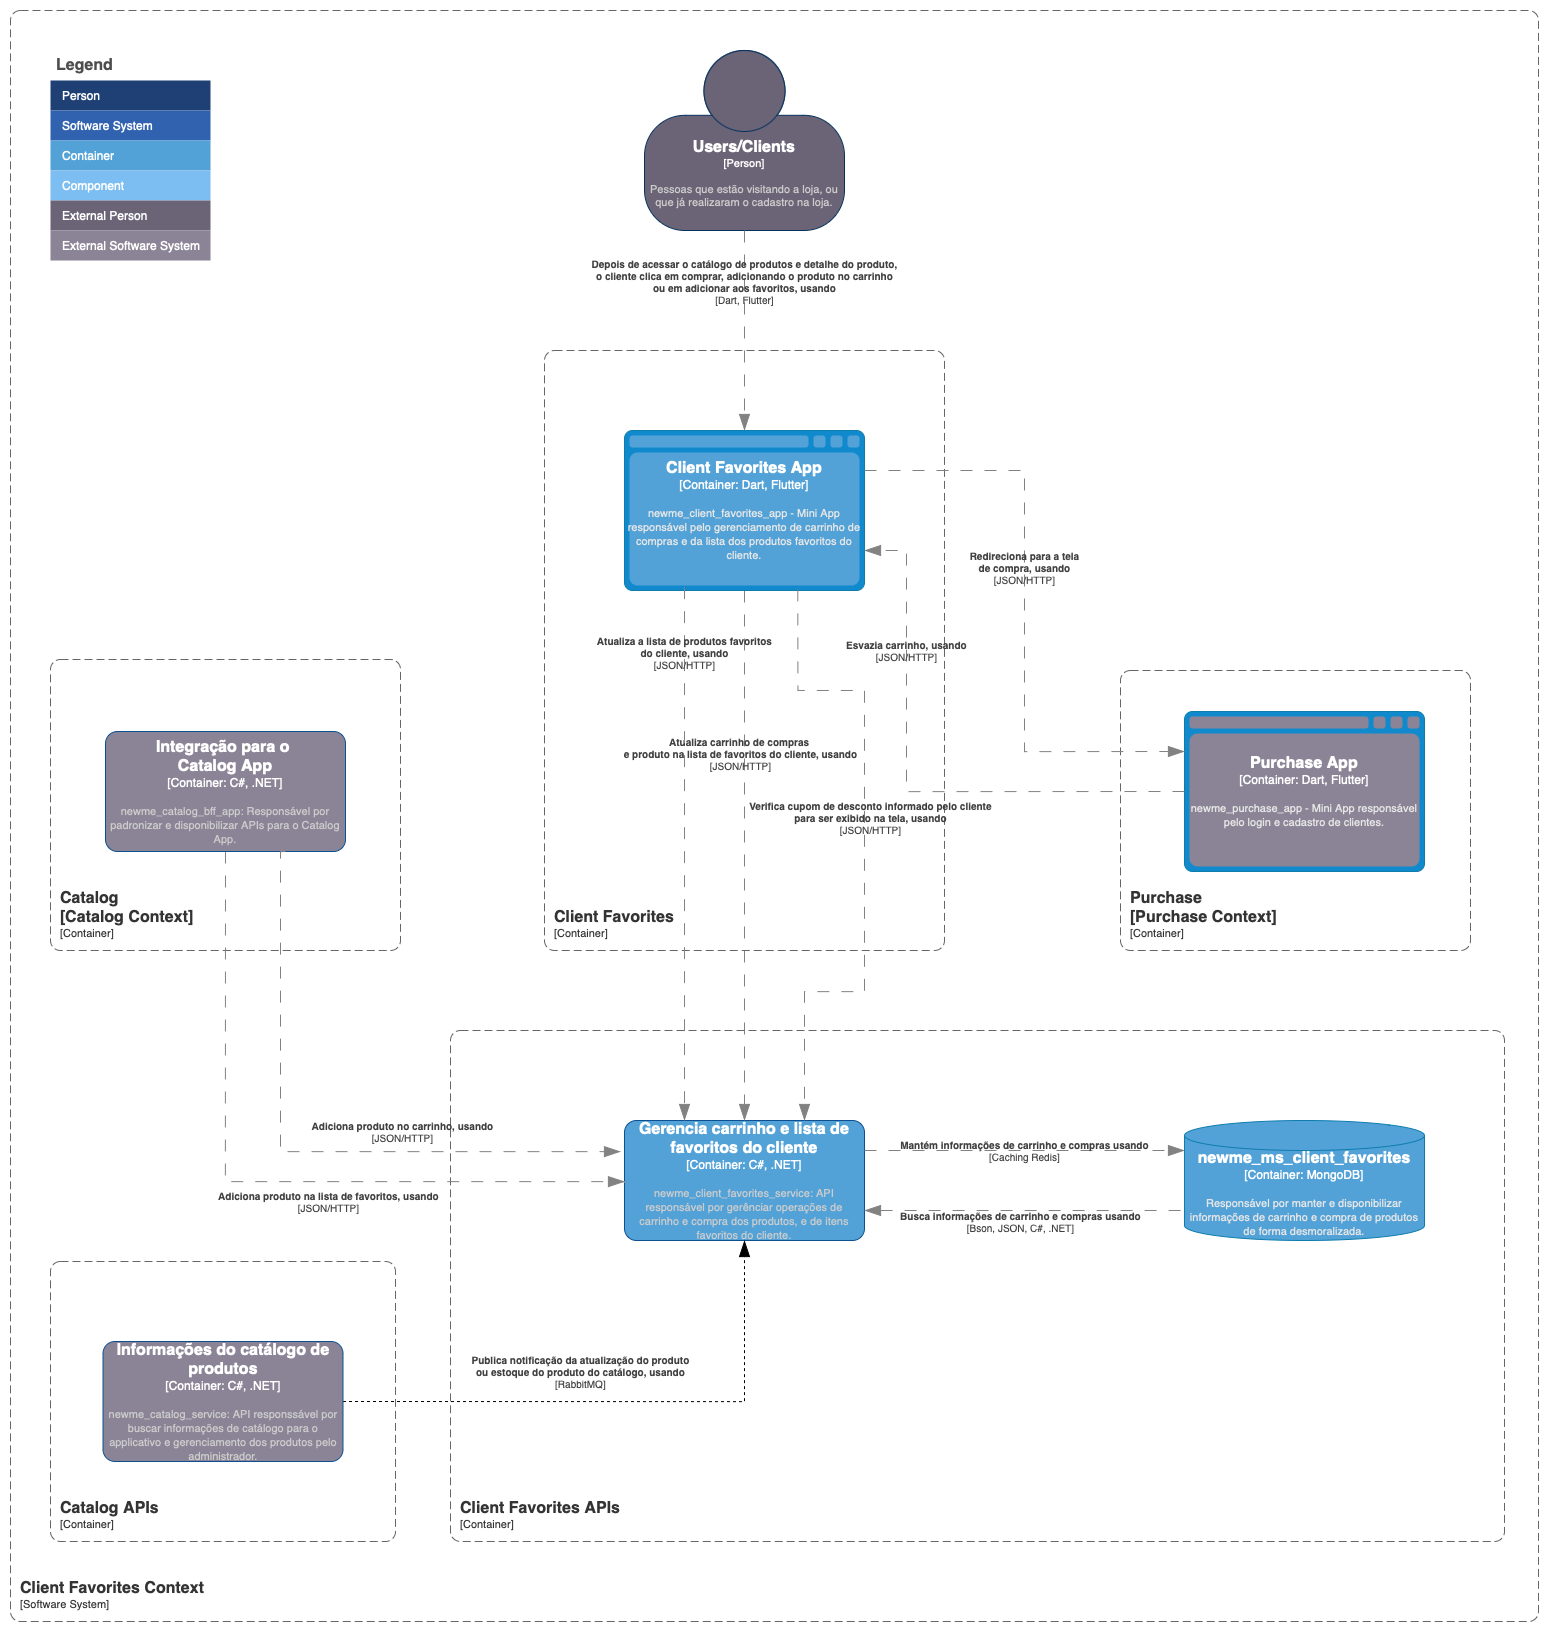 Legend
Person
Software System
Container
Component
External Person
External Software System
Users/Clients
[Person]
Pessoas que estão visitando a loja, ou
que já realizaram o cadastro na loja.
Depois de acessar o catálogo de produtos e detalhe do produto,
o cliente clica em comprar, adicionando o produto no carrinho
ou em adicionar aos favoritos, usando
[Dart, Flutter]
Client Favorites App
[Container: Dart, Flutter]
newme_client_favorites_app - Mini App
responsável pelo gerenciamento de carrinho de
compras e da lista dos produtos favoritos do
cliente.
Redireciona para a tela
de compra, usando
[JSON/HTTP]
Atualiza a lista de produtos favoritos
do cliente, usando
[JSON/HTTP]
Esvazia carrinho, usando
[JSON/HTTP]
Atualiza carrinho de compras
e produto na lista de favoritos do cliente, usando
[JSON/HTTP]
Verifica cupom de desconto informado pelo cliente
para ser exibido na tela, usando
[JSON/HTTP]
Integração para o
Catalog App
[Container: C#, .NET]
newme_catalog_bff_app: Responsável por
padronizar e disponibilizar APIs para o Catalog
App.
Catalog
[Catalog Context]
[Container]
Client Favorites
[Container]
Purchase App
[Container: Dart, Flutter]
newme_purchase_app - Mini App responsável
pelo login e cadastro de clientes.
Purchase
[Purchase Context]
[Container]
Adiciona produto no carrinho, usando
[JSON/HTTP]
Adiciona produto na lista de favoritos, usando
[JSON/HTTP]
Gerencia carrinho e lista de
favoritos do cliente
[Container: C#, .NET]
newme_client_favorites_service: API
responsável por gerênciar operações de
carrinho e compra dos produtos, e de itens
favoritos do cliente.
Mantém informações de carrinho e compras usando
[Caching Redis]
Busca informações de carrinho e compras usando
[Bson, JSON, C#, .NET]
newme_ms_client_favorites
[Container: MongoDB]
Responsável por manter e disponibilizar
informações de carrinho e compra de produtos
de forma desmoralizada.
Informações do catálogo de
produtos
[Container: C#, .NET]
newme_catalog_service: API responssável por
buscar informações de catálogo para o
applicativo e gerenciamento dos produtos pelo
administrador.
Publica notificação da atualização do produto
ou estoque do produto do catálogo, usando
[RabbitMQ]
Catalog APIs
[Container]
Client Favorites APIs
[Container]
Client Favorites Context
[Software System]